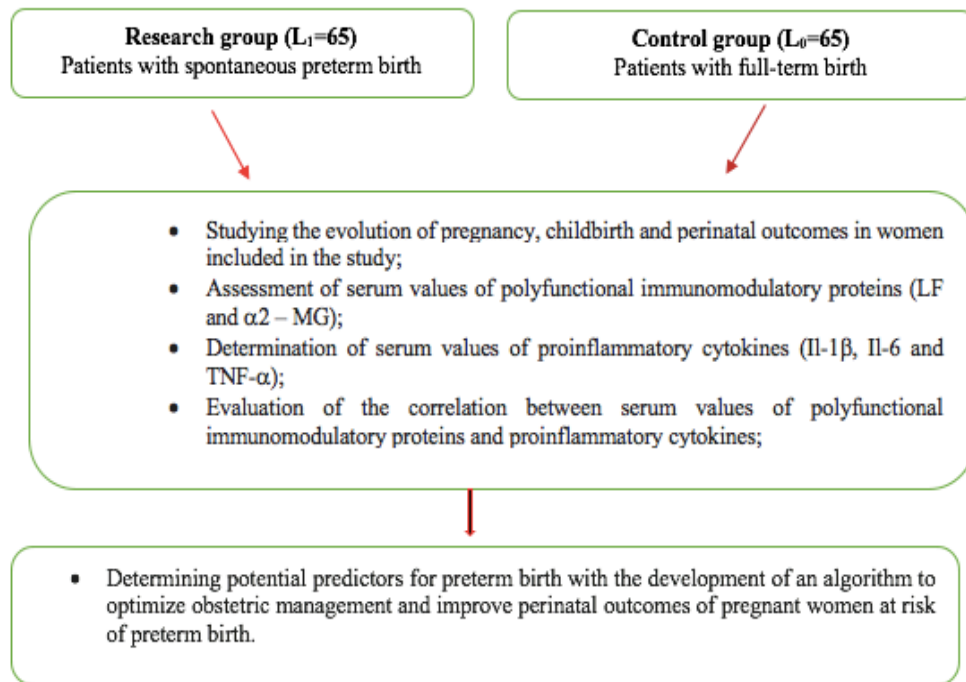 Research group (L₁=65)
Patients with spontaneous preterm birth
Control group (L₀=65)
Patients with full-term birth
• Studying the evolution of pregnancy, childbirth and perinatal outcomes in women
included in the study;
• Assessment of serum values of polyfunctional immunomodulatory proteins (LF
and α2 – MG);
• Determination of serum values of proinflammatory cytokines (Il-1β, Il-6 and
TNF-α);
• Evaluation of the correlation between serum values of polyfunctional
immunomodulatory proteins and proinflammatory cytokines;
• Determining potential predictors for preterm birth with the development of an algorithm to
optimize obstetric management and improve perinatal outcomes of pregnant women at risk
of preterm birth.